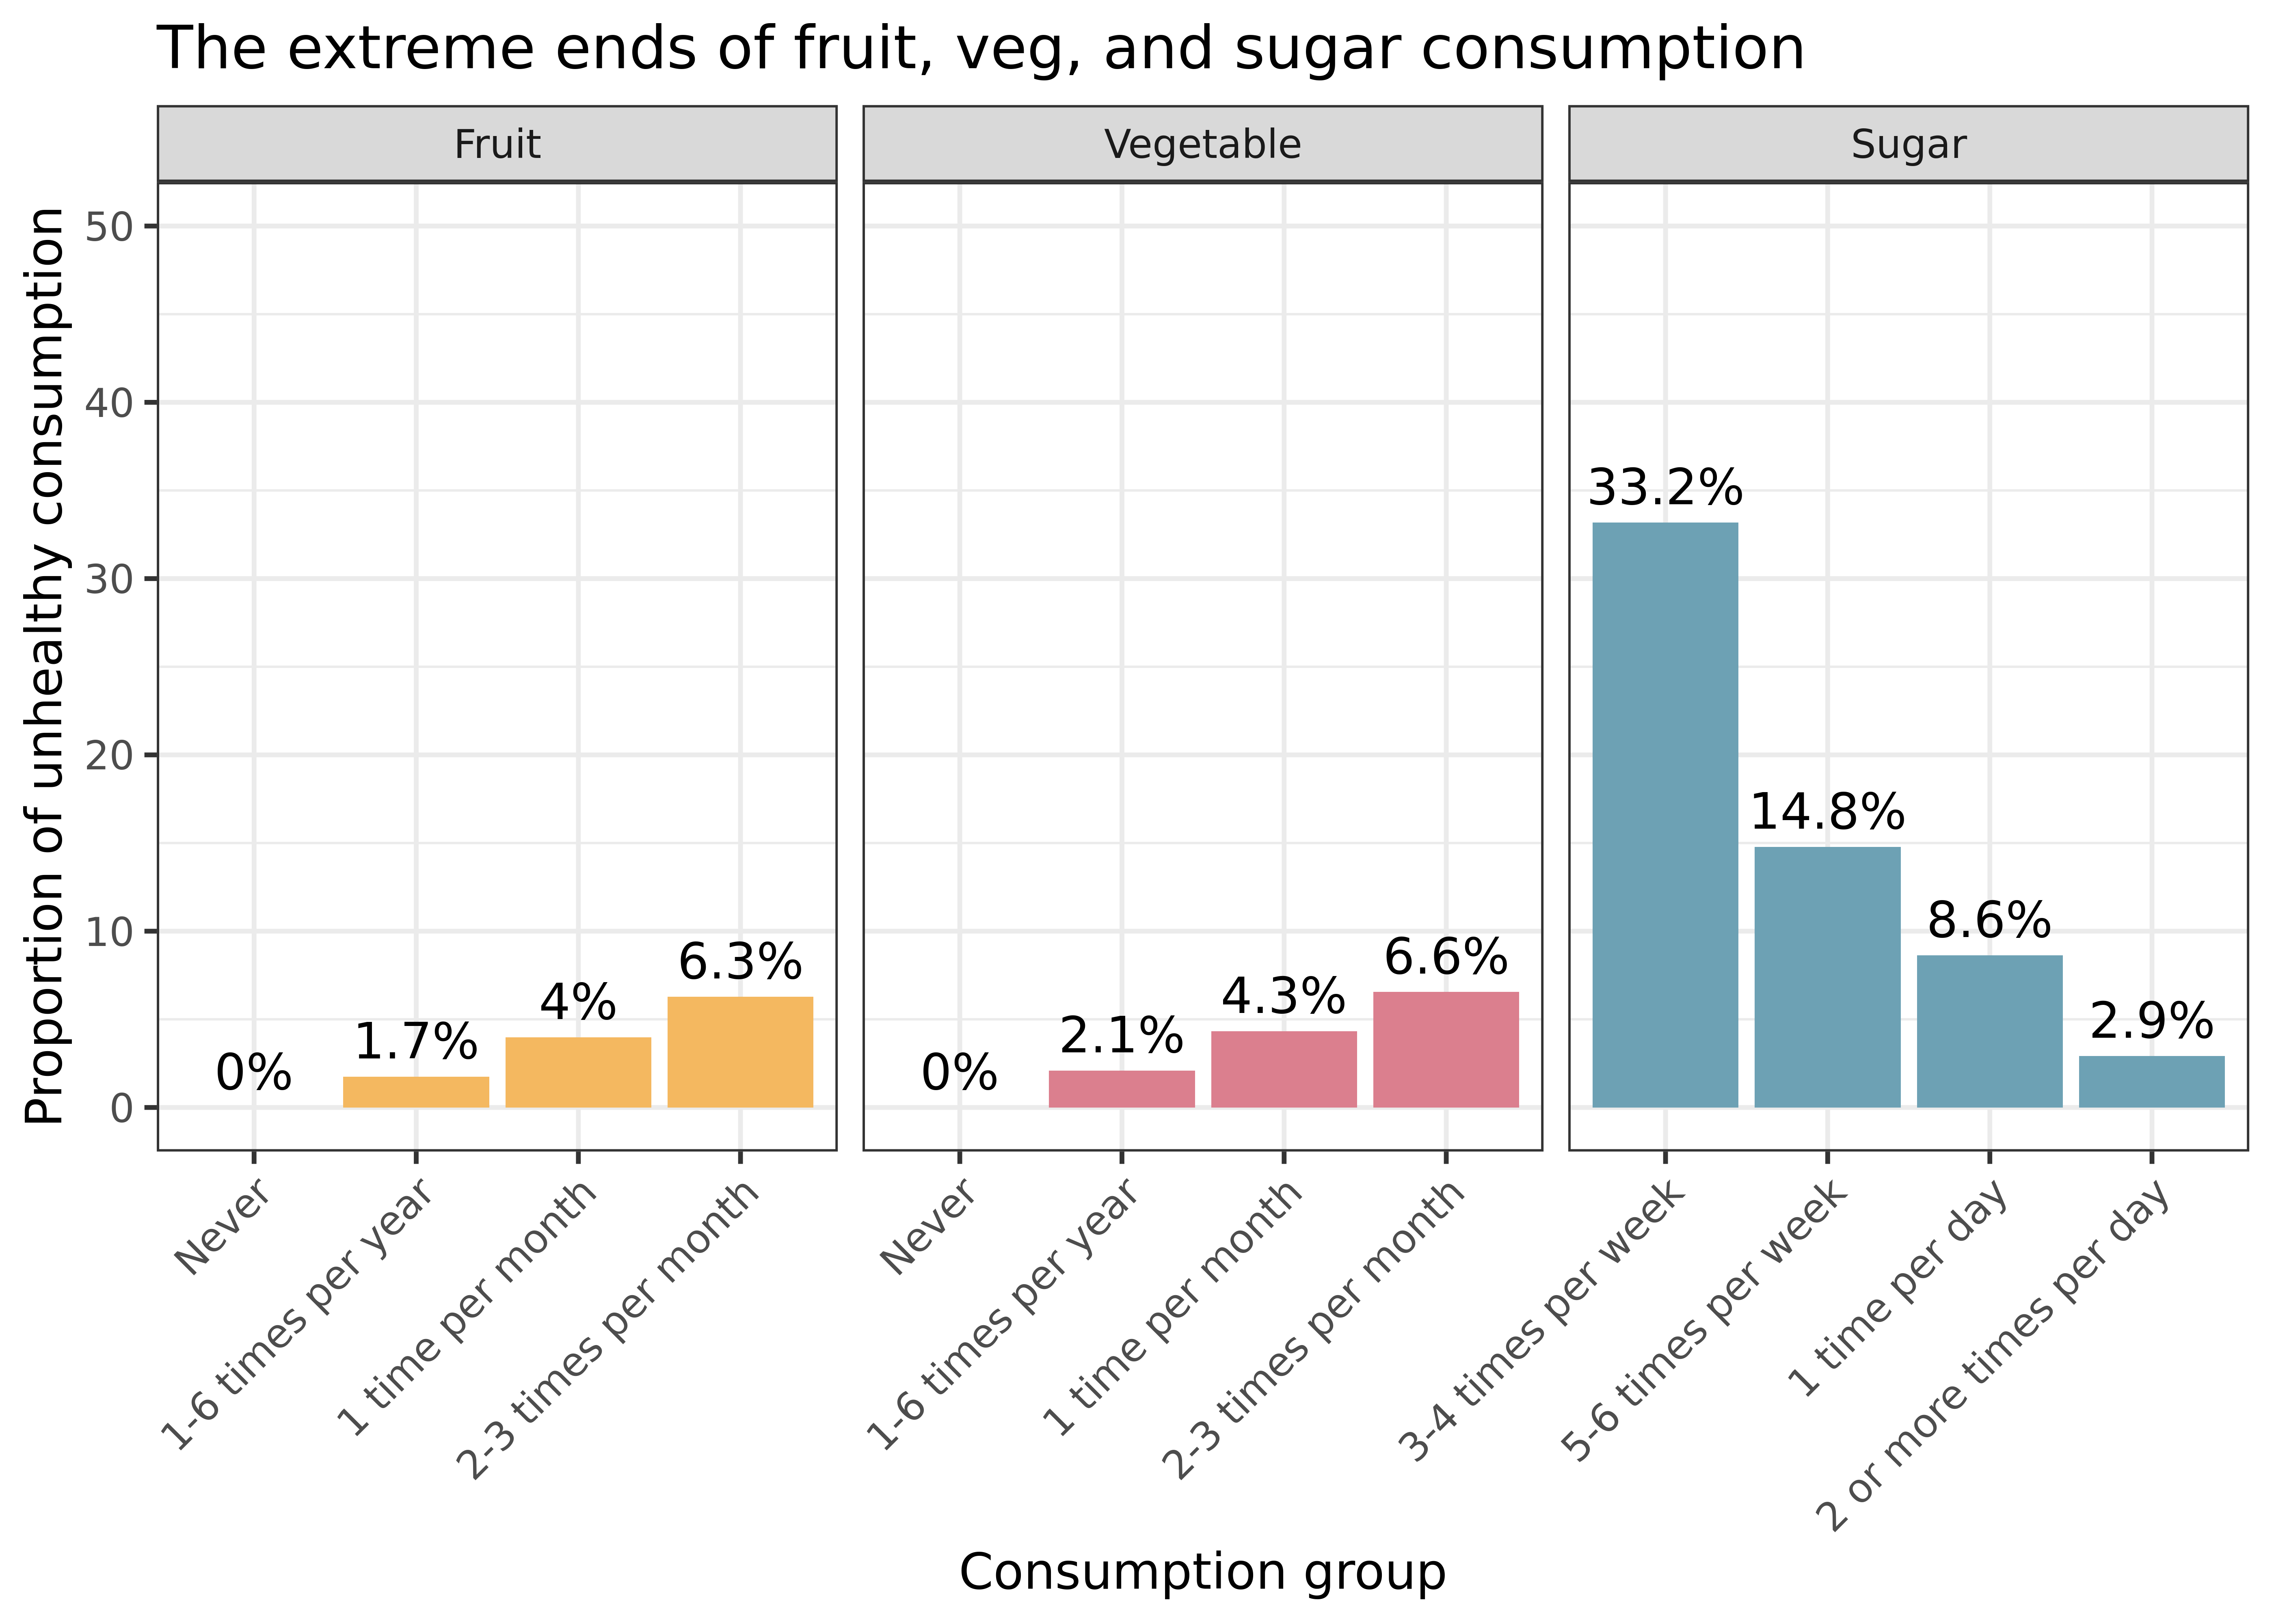 The extreme ends of fruit, veg, and sugar consumption
Fruit
Vegetable
Sugar
Proportion of unhealthy consumption
50
40
30
20
10
0
0%
1.7%
4%
6.3%
0%
2.1%
4.3%
6.6%
33.2%
14.8%
8.6%
2.9%
Never
1-6 times per year
1 time per month
2-3 times per month
Never
1-6 times per year
1 time per month
2-3 times per month
3-4 times per week
5-6 times per week
1 time per day
2 or more times per day
Consumption group